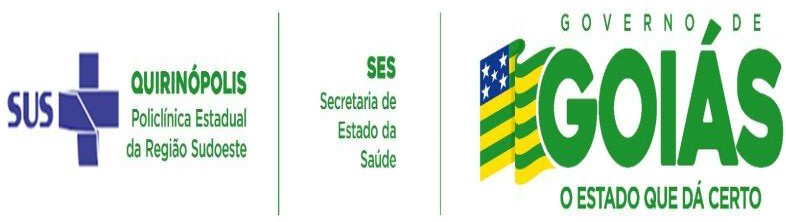 SUS
QUIRINÓPOLIS
Policlínica Estadual
da Região Sudoeste
SES
Secretaria de
Estado da
Saúde
GOVERNO DE
GOIÁS
O ESTADO QUE DÁ CERTO